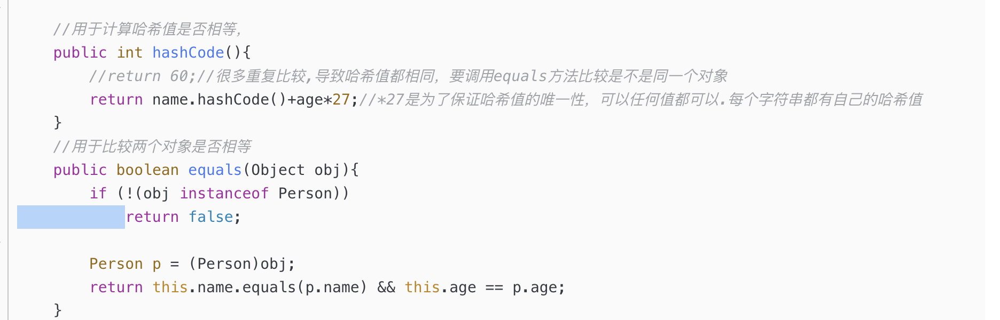 //用于计算哈希值是否相等，
public int hashCode(){
//return 60;//很多重复比较,导致哈希值都相同，要调用equals方法比较是不是同一个对象
return name.hashCode()+age*27;//*27是为了保证哈希值的唯一性，可以任何值都可以.每个字符串都有自己的哈希值
}
//用于比较两个对象是否相等
public boolean equals(Object obj){
if (!(obj instanceof Person))
return false;
Person p = (Person)obj;
return this.name.equals(p.name) && this.age == p.age;
}